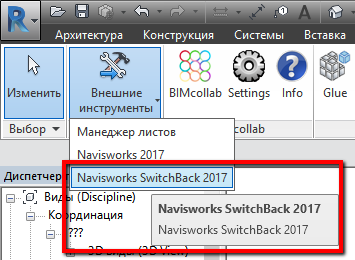 R
Архитектура Конструкция Системы Вставка
Изменить
Внешние инструменты
BIMcollab
Settings
Info
Glue
Выбор
collab
Менеджер листов
Navisworks 2017
Navisworks SwitchBack 2017
Navisworks SwitchBack 2017
Navisworks SwitchBack 2017
Диспетчер
Виды (Discipline)
Координация
???
3D виды (3D View)